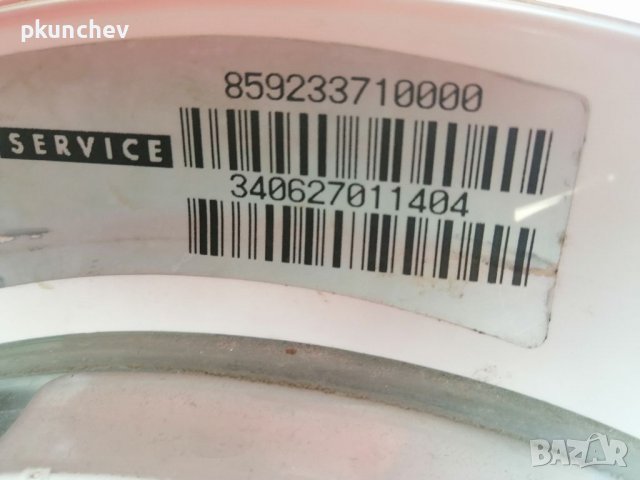 pkunchev
859233710000
SERVICE
340627011404
BAZAR